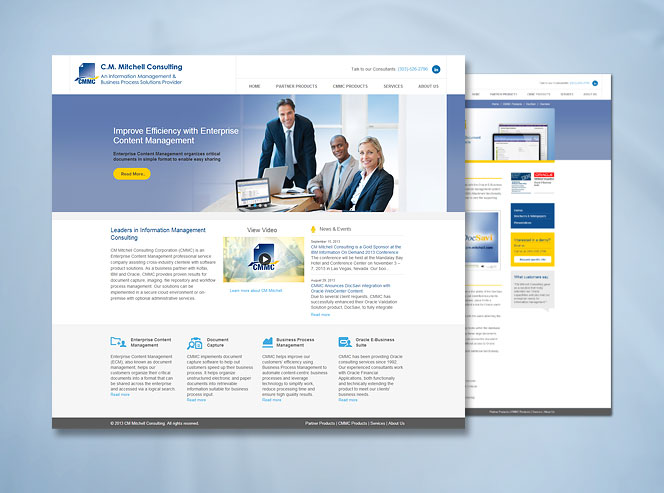 C.M. Mitchell Consulting
An Information Management &
Business Process Solutions Provider
CMMC
Talk to our Consultants
in
HOME PARTNER PRODUCTS CMMC PRODUCTS SERVICES ABOUT US
Improve Efficiency with Enterprise
Content Management
Enterprise Content Management organizes critical
documents in simple format to enable easy sharing
Read More..
Leaders in Information Management
Consulting
CM Mitchell Consulting Corporation (CMMC) is an
Enterprise Content Management professional service
company assisting cross-industry clients with software
product solutions. As a business partner with Kofax,
IBM and Oracle, CMMC provides proven results for
document capture, imaging, file repository and workflow
process management. Our solutions can be
implemented in a secure cloud environment or on-
premise with optional administrative services.
View Video
CMMC
Learn more about CM Mitchell.
News & Events
September 10, 2013
CM Mitchell Consulting is a Gold Sponsor at the
IBM Information On Demand 2013 Conference
The conference will be held at the Mandalay Bay
Hotel and Conference Center on November 3 –
7, 2013 in Las Vegas, Nevada. Our boo...
August 29, 2013
CMMC Announces DocSavi Integration with
Oracle WebCenter Content
Due to several client requests, CMMC has
successfully enhanced their Oracle Validation
Solution product, DocSavi, to fully integrate
Read more
Enterprise Content
Management
Enterprise Content Management
(ECM), also known as document
management, helps our
customers organize their critical
documents into a format that can
be shared across the enterprise
and accessed via a logical search.
Read more
Document
Capture
CMMC implements document
capture software to help out
customers speed up their business
process. It helps organize
unstructured electronic and paper
documents into retrievable
information suitable for business
process input.
Read more
Business Process
Management
CMMC helps improve our
customers' efficiency using
Business Process Management to
automate content-centric business
processes and leverage
technology to simplify work,
reduce processing time and
ensure high quality results.
Read more
Oracle E-Business
Suite
CMMC has been providing Oracle
consulting services since 1998.
Our experienced consultants work
with Oracle Financial
Applications, both functionally
and technically extending the
product to meet our clients'
business needs.
Read more
© 2013 CM Mitchell Consulting. All rights reserved.
Partner Products | CMMC Products | Services | About Us
PARTNER PRODUCTS CMMC PRODUCTS SERVICES ABOUT US
ORACLE
DocSavi
What customers say:
Partner Products | CMMC Products | Services | About Us